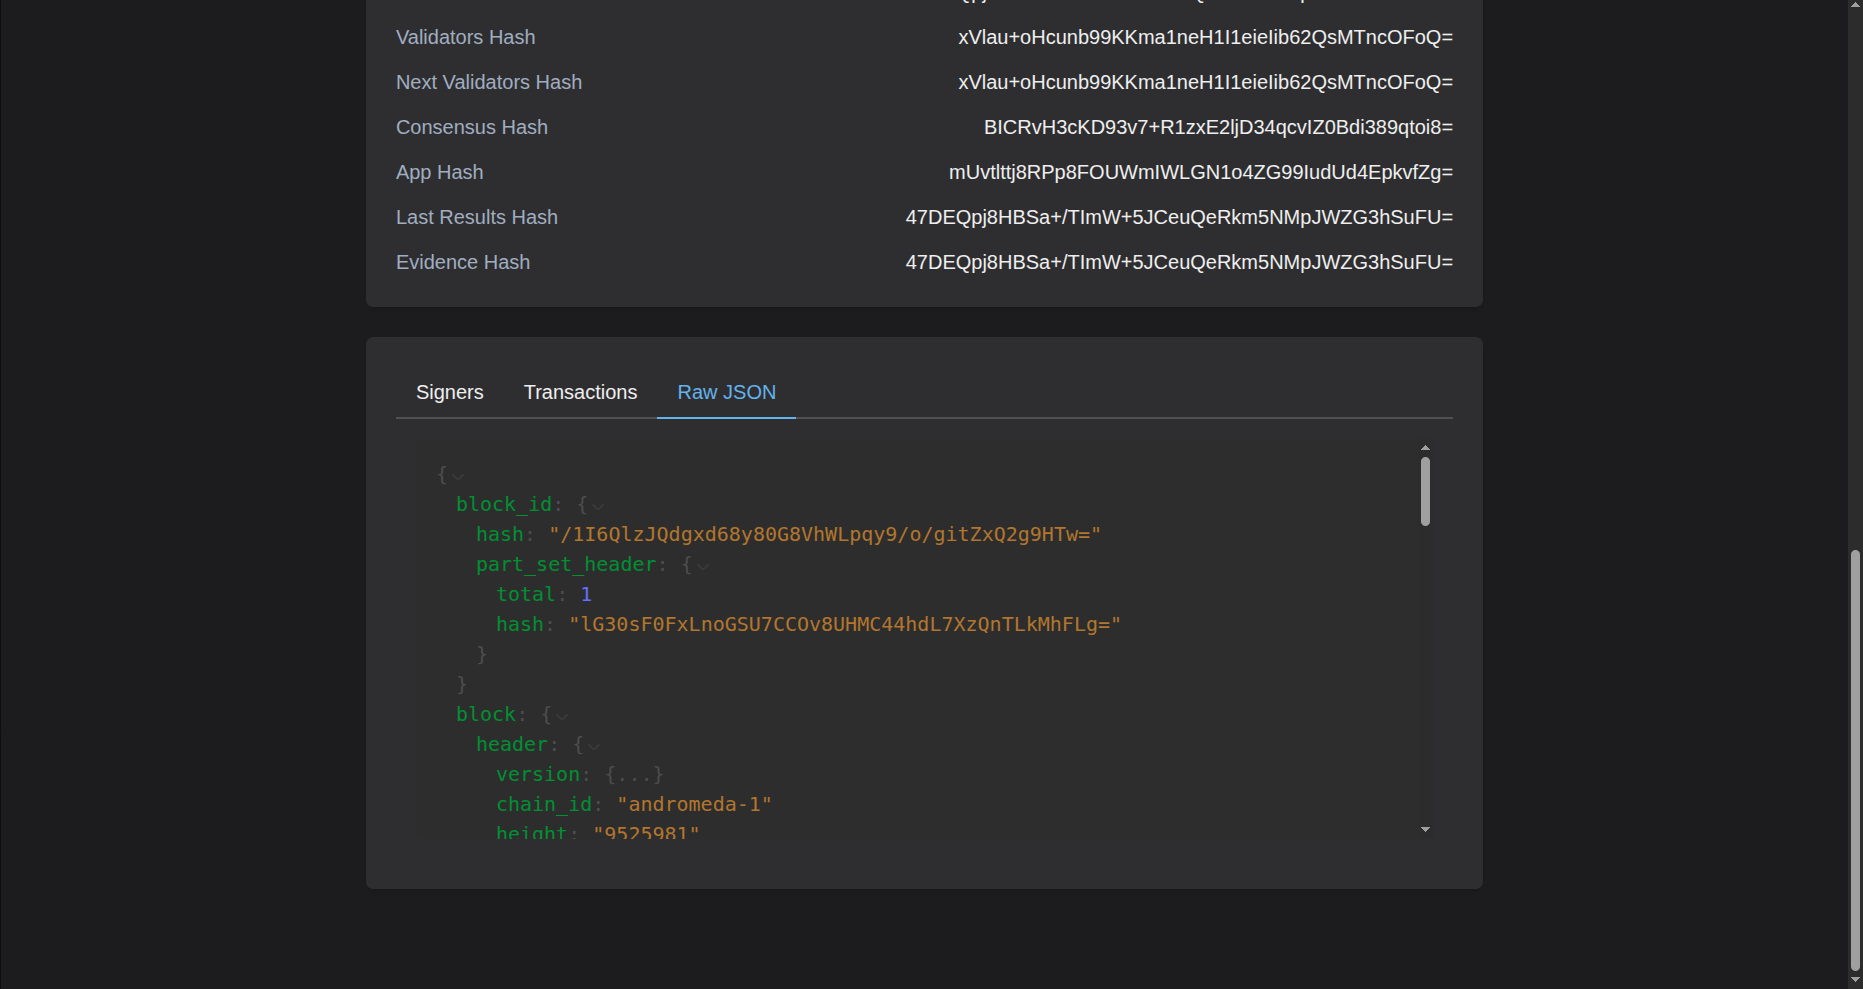 Validators Hash xVlau+oHcunb99KKma1neH1I1eieIib62QsMTncOFoQ=
Next Validators Hash xVlau+oHcunb99KKma1neH1I1eieIib62QsMTncOFoQ=
Consensus Hash BICRvH3cKD93v7+R1zxE2ljD34qcvIZ0Bdi389qtoi8=
App Hash mUvtlttj8RPp8FOUWmIWLGN1o4ZG99IudUd4EpkvfZg=
Last Results Hash 47DEQpj8HBSa+/TImW+5JCeuQeRkm5NMpJWZG3hSuFU=
Evidence Hash 47DEQpj8HBSa+/TImW+5JCeuQeRkm5NMpJWZG3hSuFU=
Signers Transactions Raw JSON
{
block_id: {
hash: "/1I6QlzJQdgxd68y80G8VhWLpqy9/o/gitZxQ2g9HTw="
part_set_header: {
total: 1
hash: "lG30sF0FxLnoGSU7CCOv8UHMC44hdL7XzQnTLkMhFLg="
}
}
block: {
header: {
version: {...}
chain_id: "andromeda-1"
height: "9525981"